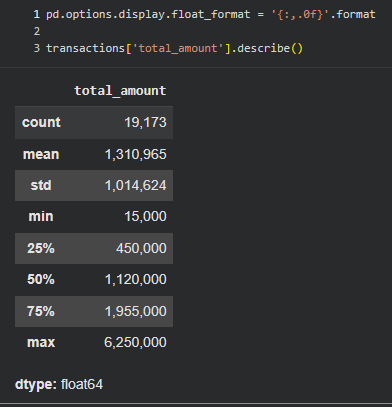 1 pd.options.display.float_format = '{:,.0f}'.format
2
3 transactions['total_amount'].describe()
total_amount
count 19,173
mean 1,310,965
std 1,014,624
min 15,000
25% 450,000
50% 1,120,000
75% 1,955,000
max 6,250,000
dtype: float64